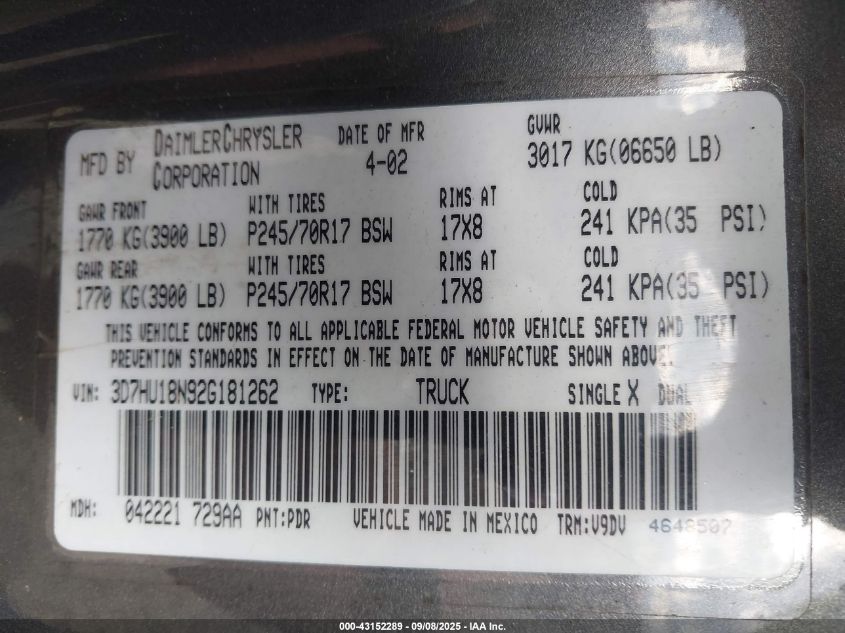 MFD BY DAIMLERCHRYSLER CORPORATION DATE OF MFR 4-02 GVWR 3017 KG(06650 LB)
GAWR FRONT WITH TIRES RIMS AT COLD
1770 KG(3900 LB) P245/70R17 BSW 17X8 241 KPA(35 PSI)
GAWR REAR WITH TIRES RIMS AT COLD
1770 KG(3900 LB) P245/70R17 BSW 17X8 241 KPA(35 PSI)
THIS VEHICLE CONFORMS TO ALL APPLICABLE FEDERAL MOTOR VEHICLE SAFETY AND THEFT
PREVENTION STANDARDS IN EFFECT ON THE DATE OF MANUFACTURE SHOWN ABOVE.
VIN: 3D7HU18N92G181262 TYPE: TRUCK SINGLE X DUAL
MDH: 042221 729AA PNT:PDR VEHICLE MADE IN MEXICO TRM:V9DV 4648507
000-43152289 - 09/08/2025 - IAA Inc.